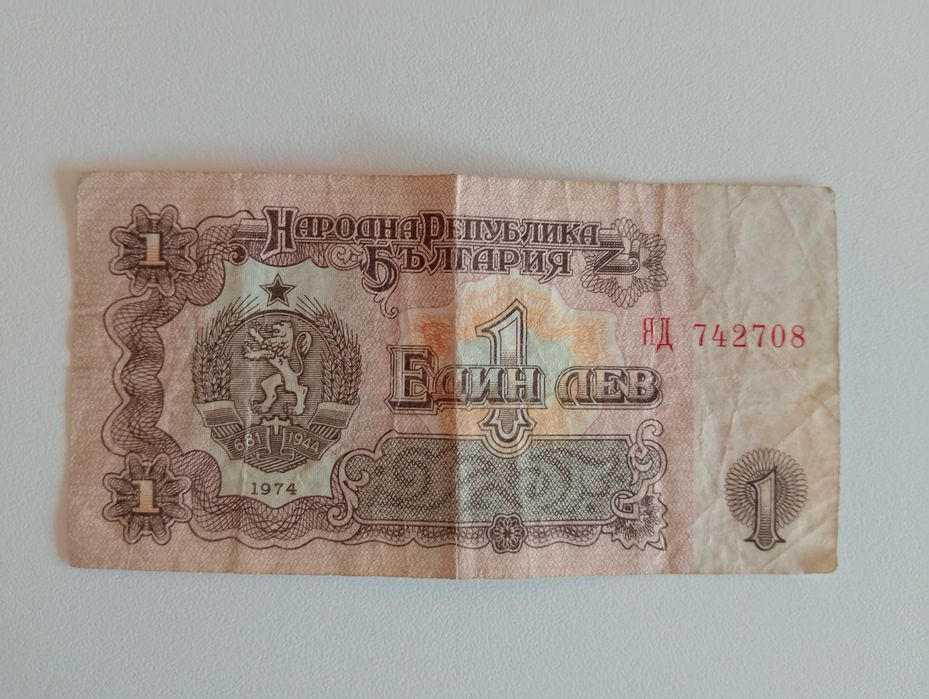 1
Народна Република
България
1
Един лев
ЯД 742708
681 1944
1974
1
1